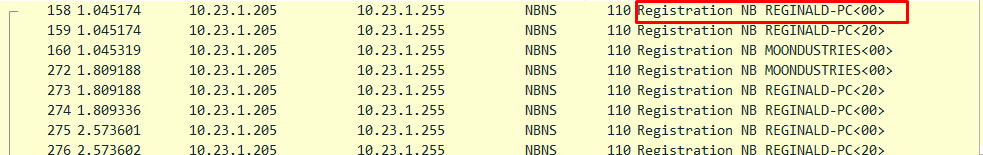 158 1.045174 10.23.1.205 10.23.1.255 NBNS 110 Registration NB REGINALD-PC<00>
159 1.045174 10.23.1.205 10.23.1.255 NBNS 110 Registration NB REGINALD-PC<20>
160 1.045319 10.23.1.205 10.23.1.255 NBNS 110 Registration NB MOONDUSTRIES<00>
272 1.809188 10.23.1.205 10.23.1.255 NBNS 110 Registration NB MOONDUSTRIES<00>
273 1.809188 10.23.1.205 10.23.1.255 NBNS 110 Registration NB REGINALD-PC<20>
274 1.809336 10.23.1.205 10.23.1.255 NBNS 110 Registration NB REGINALD-PC<00>
275 2.573601 10.23.1.205 10.23.1.255 NBNS 110 Registration NB REGINALD-PC<00>
276 2.573601 10.23.1.205 10.23.1.255 NBNS 110 Registration NB REGINALD-PC<20>